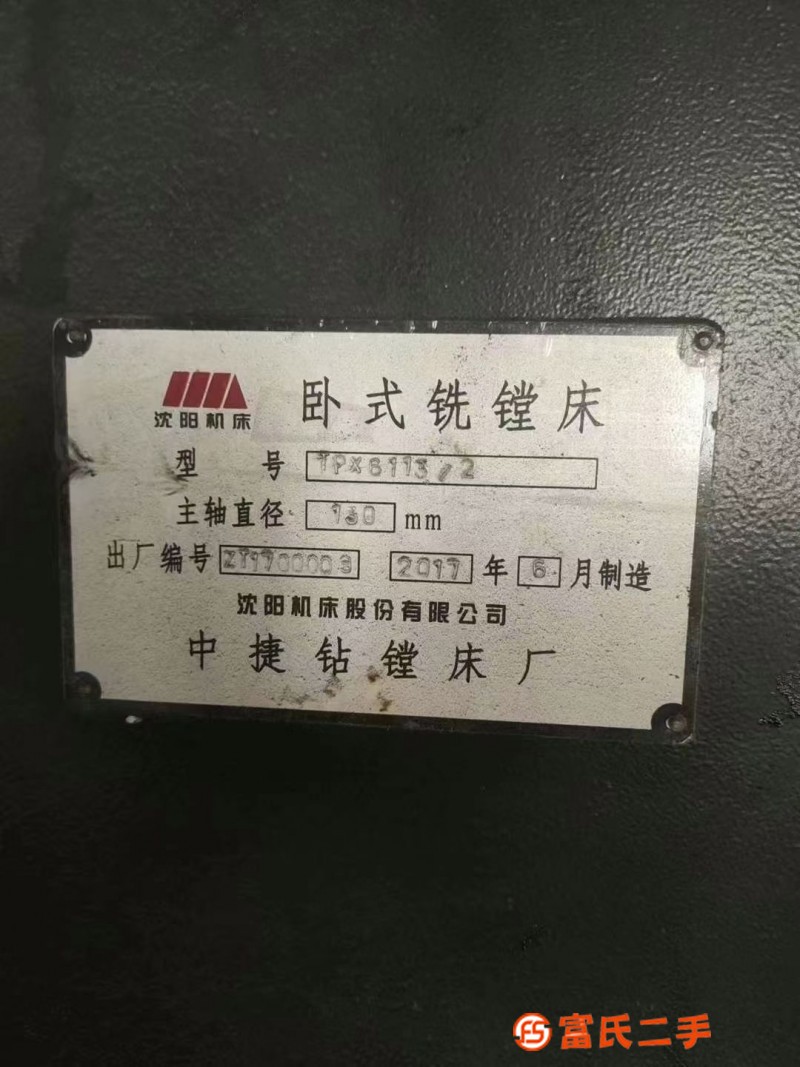 沈阳机床 卧式铣镗床
型 号 TPX6113/2
主轴直径 130 mm
出厂编号 ZT1700003 2017 年 6 月制造
沈阳机床股份有限公司
中捷钻镗床厂
FS 富氏二手